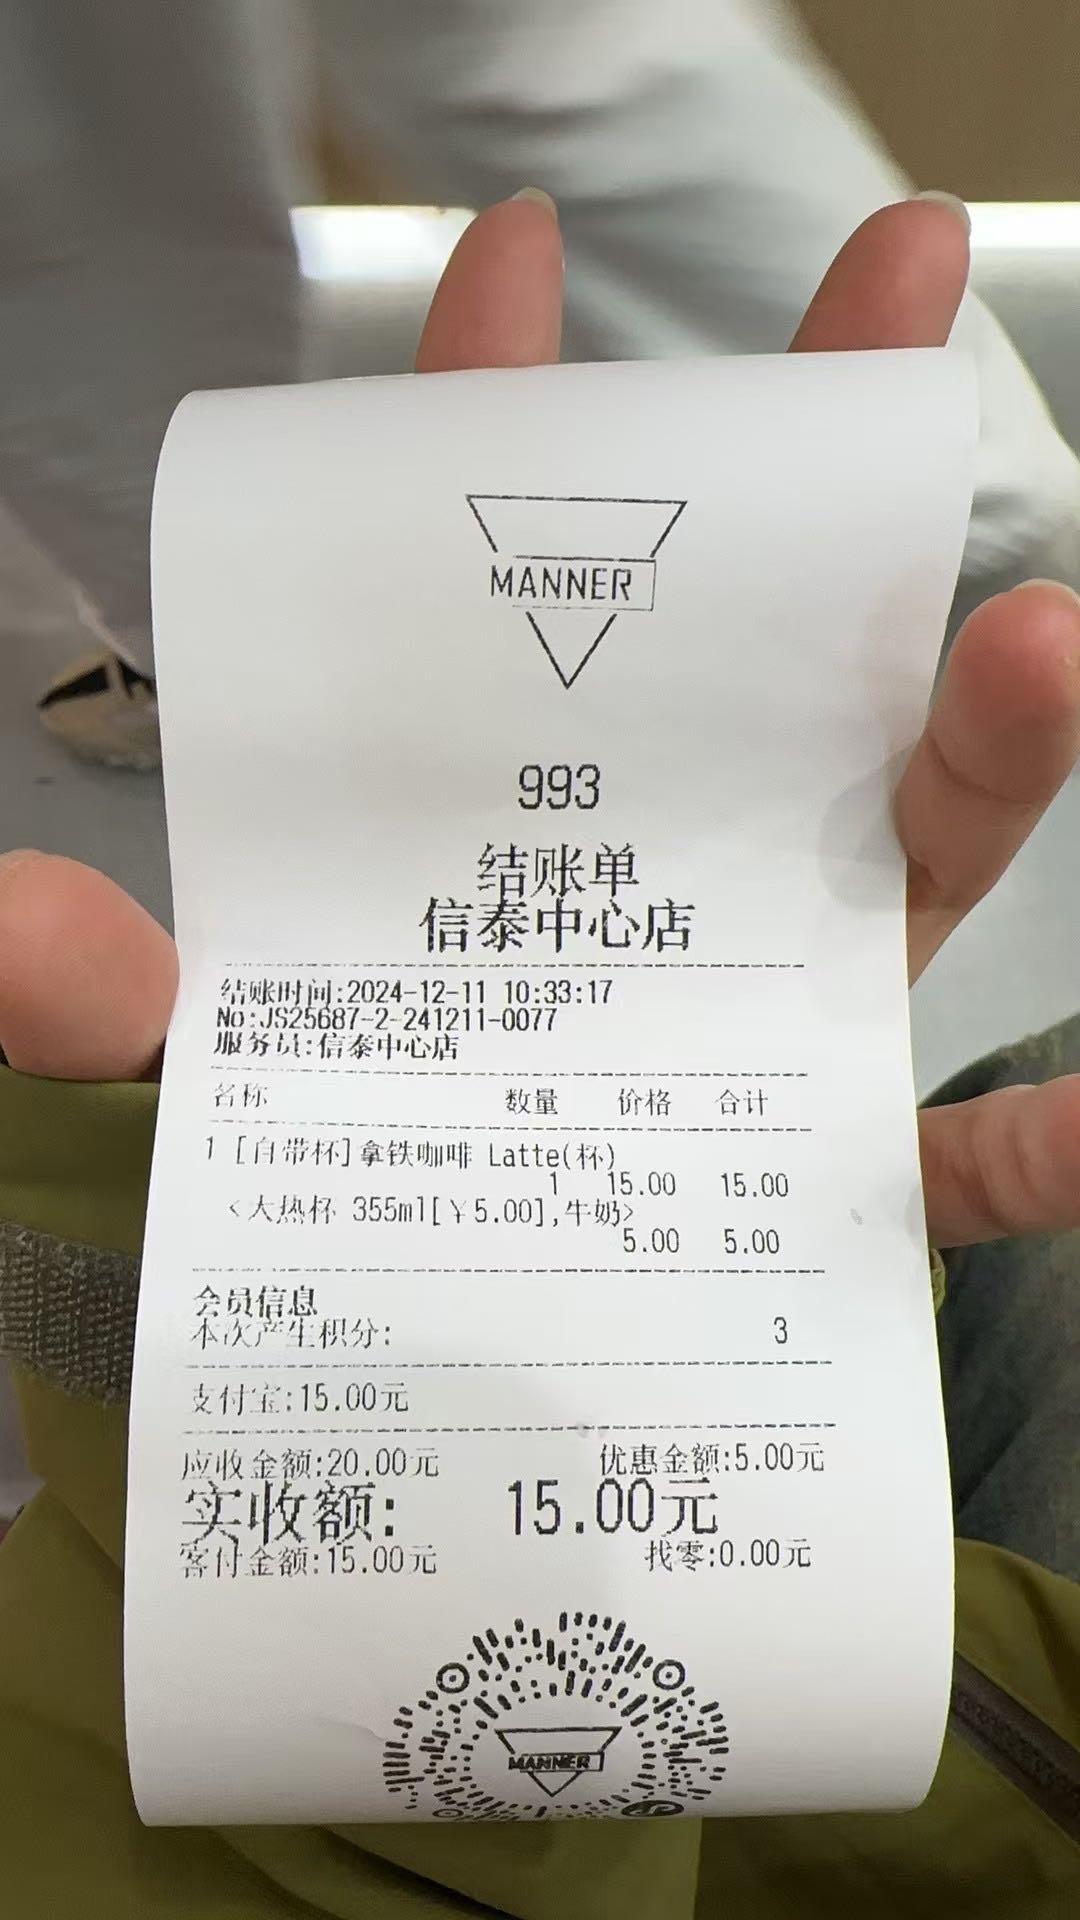 MANNER
993
结账单
信泰中心店
结账时间:2024-12-11 10:33:17
No:JS25687-2-241211-0077
服务员:信泰中心店
名称 数量 价格 合计
1 [自带杯]拿铁咖啡 Latte(杯)
1 15.00 15.00
<大热杯 355ml[￥5.00],牛奶>
5.00 5.00
会员信息
本次产生积分: 3
支付宝:15.00元
应收金额:20.00元 优惠金额:5.00元
实收额: 15.00元
客付金额:15.00元 找零:0.00元
MANNER